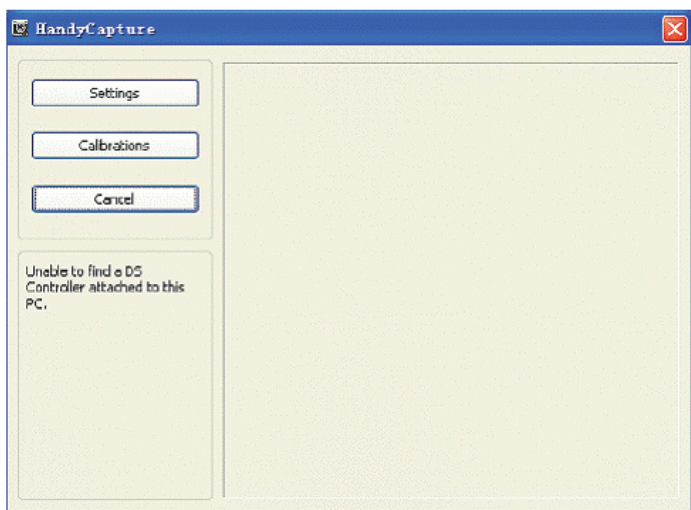 HandyCapture
Settings
Calibrations
Cancel
Unable to find a DS
Controller attached to this
PC.